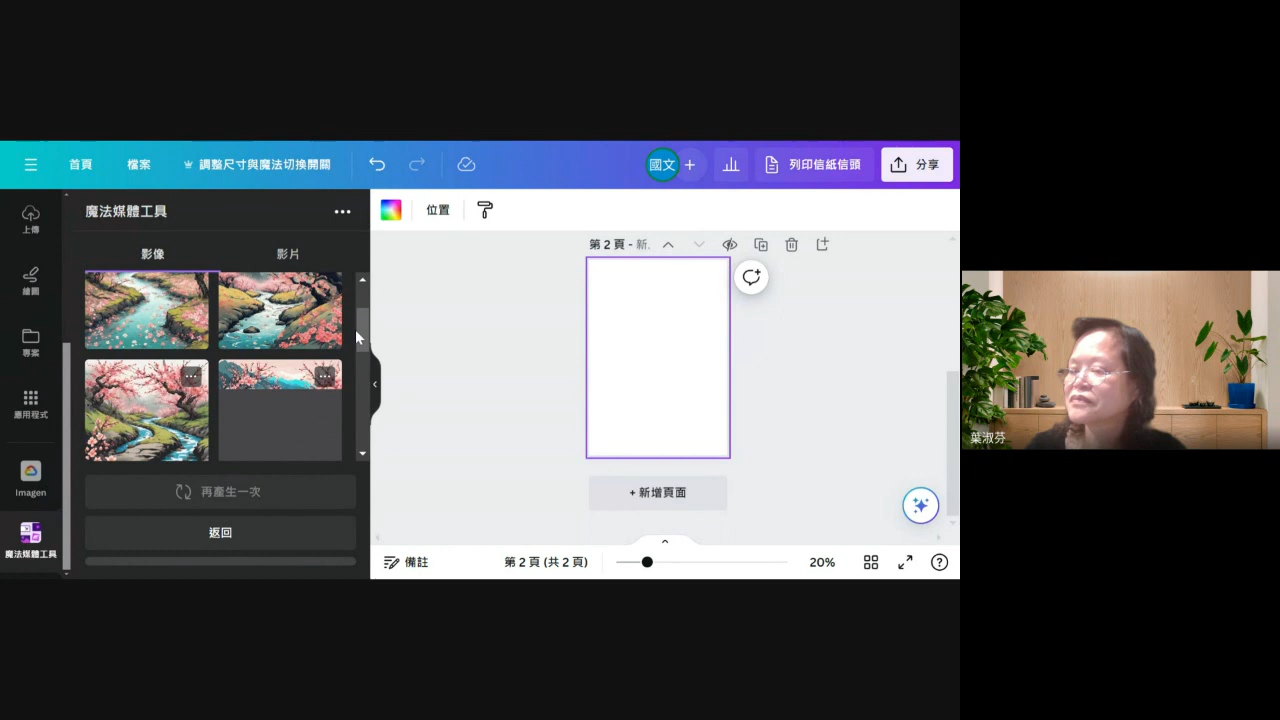 首頁
檔案
調整尺寸與魔法切換開關
國文
+
列印信紙信頭
分享
上傳
繪圖
專案
應用程式
Imagen
魔法媒體工具
魔法媒體工具
影像
影片
再產生一次
返回
位置
第 2 頁 - 新.
+ 新增頁面
備註
第 2 頁 (共 2 頁)
20%
葉淑芬